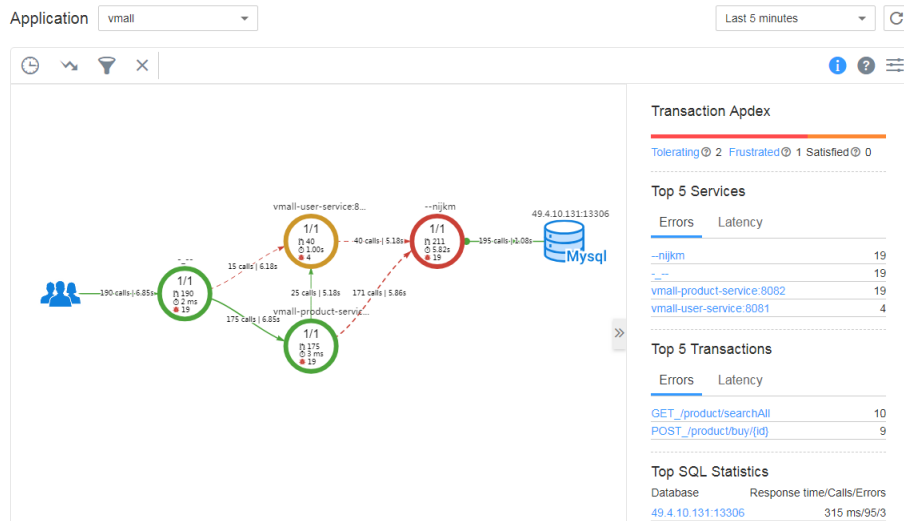 Application vmall Last 5 minutes
Transaction Apdex
Tolerating 2 Frustrated 1 Satisfied 0
Top 5 Services
Errors Latency
--nijkm 19
-_-- 19
vmall-product-service:8082 19
vmall-user-service:8081 4
Top 5 Transactions
Errors Latency
GET_/product/searchAll 10
POST_/product/buy/{id} 9
Top SQL Statistics
Database Response time/Calls/Errors
49.4.10.131:13306 315 ms/95/3
vmall-user-service:8...
1/1
40
1.00s
4
--nijkm
1/1
211
5.82s
19
49.4.10.131:13306
Mysql
40 calls | 5.18s
195 calls | 1.08s
15 calls | 6.18s
-_--
1/1
190
2 ms
19
190 calls | 6.85s
25 calls | 5.18s
171 calls | 5.86s
175 calls | 6.85s
vmall-product-servic...
1/1
175
3 ms
19